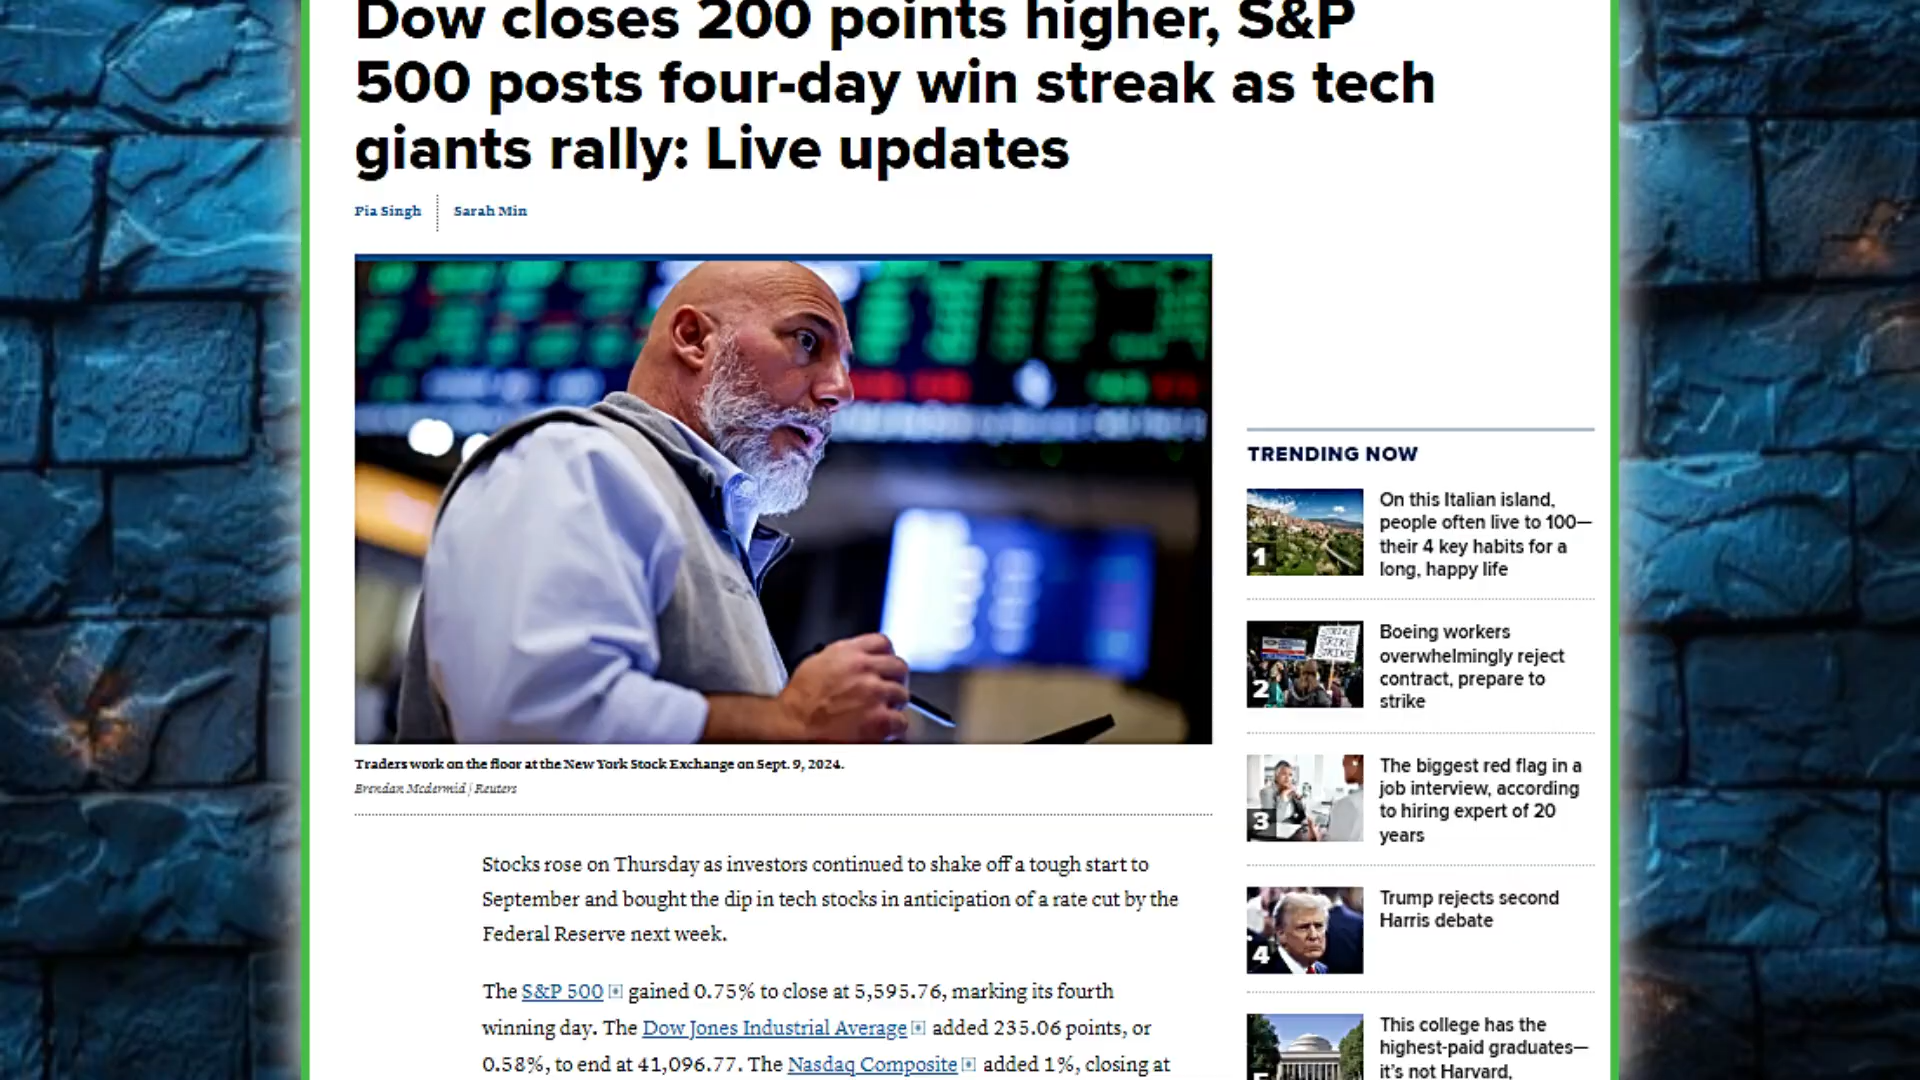 Dow closes 200 points higher, S&P
500 posts four-day win streak as tech
giants rally: Live updates
Pia Singh
Sarah Min
Traders work on the floor at the New York Stock Exchange on Sept. 9, 2024.
Brendan Mcdermid | Reuters
Stocks rose on Thursday as investors continued to shake off a tough start to
September and bought the dip in tech stocks in anticipation of a rate cut by the
Federal Reserve next week.
The S&P 500 gained 0.75% to close at 5,595.76, marking its fourth
winning day. The Dow Jones Industrial Average added 235.06 points, or
0.58%, to end at 41,096.77. The Nasdaq Composite added 1%, closing at
TRENDING NOW
1
On this Italian island,
people often live to 100—
their 4 key habits for a
long, happy life
2
STRIKE
STRIKE
STRIKE
Boeing workers
overwhelmingly reject
contract, prepare to
strike
3
The biggest red flag in a
job interview, according
to hiring expert of 20
years
4
Trump rejects second
Harris debate
5
This college has the
highest-paid graduates—
it's not Harvard,